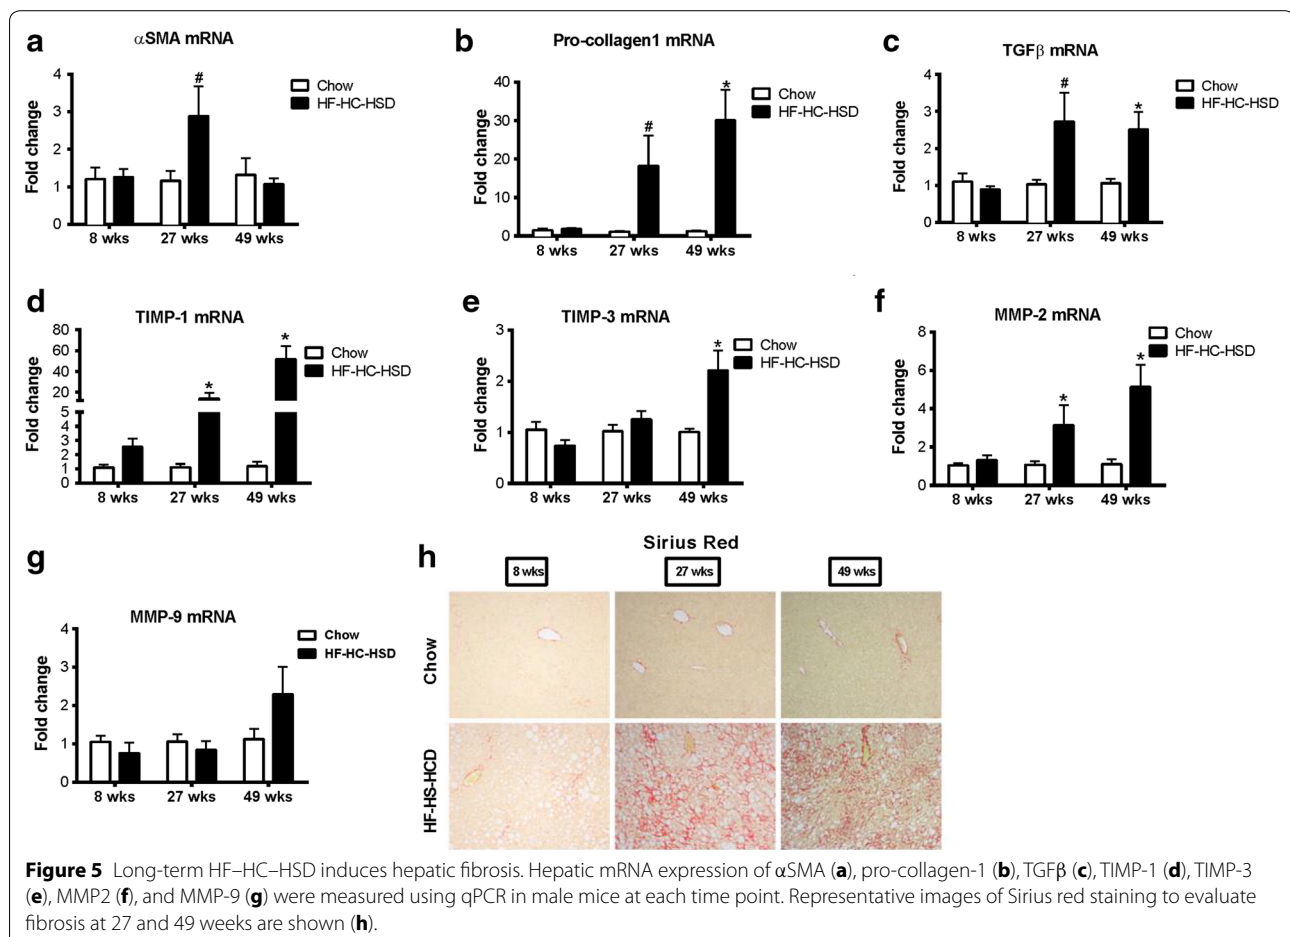 a
αSMA mRNA
Fold change
4
3
2
1
0
#
8 wks 27 wks 49 wks
Chow
HF-HC-HSD
b
Pro-collagen1 mRNA
Fold change
40
30
20
10
0
#
*
8 wks 27 wks 49 wks
Chow
HF-HC-HSD
c
TGFβ mRNA
Fold change
4
3
2
1
0
#
*
8 wks 27 wks 49 wks
Chow
HF-HC-HSD
d
TIMP-1 mRNA
Fold change
80
60
40
20
5
4
3
2
1
0
*
*
8 wks 27 wks 49 wks
Chow
HF-HC-HSD
e
TIMP-3 mRNA
Fold change
3
2
1
0
*
8 wks 27 wks 49 wks
Chow
HF-HC-HSD
f
MMP-2 mRNA
Fold change
8
6
4
2
0
*
*
8 wks 27 wks 49 wks
Chow
HF-HC-HSD
g
MMP-9 mRNA
Fold change
4
3
2
1
0
8 wks 27 wks 49 wks
Chow
HF-HC-HSD
h
Sirius Red
8 wks 27 wks 49 wks
Chow
HF-HS-HCD
Figure 5 Long-term HF–HC–HSD induces hepatic fibrosis. Hepatic mRNA expression of αSMA (a), pro-collagen-1 (b), TGFβ (c), TIMP-1 (d), TIMP-3
(e), MMP2 (f), and MMP-9 (g) were measured using qPCR in male mice at each time point. Representative images of Sirius red staining to evaluate
fibrosis at 27 and 49 weeks are shown (h).